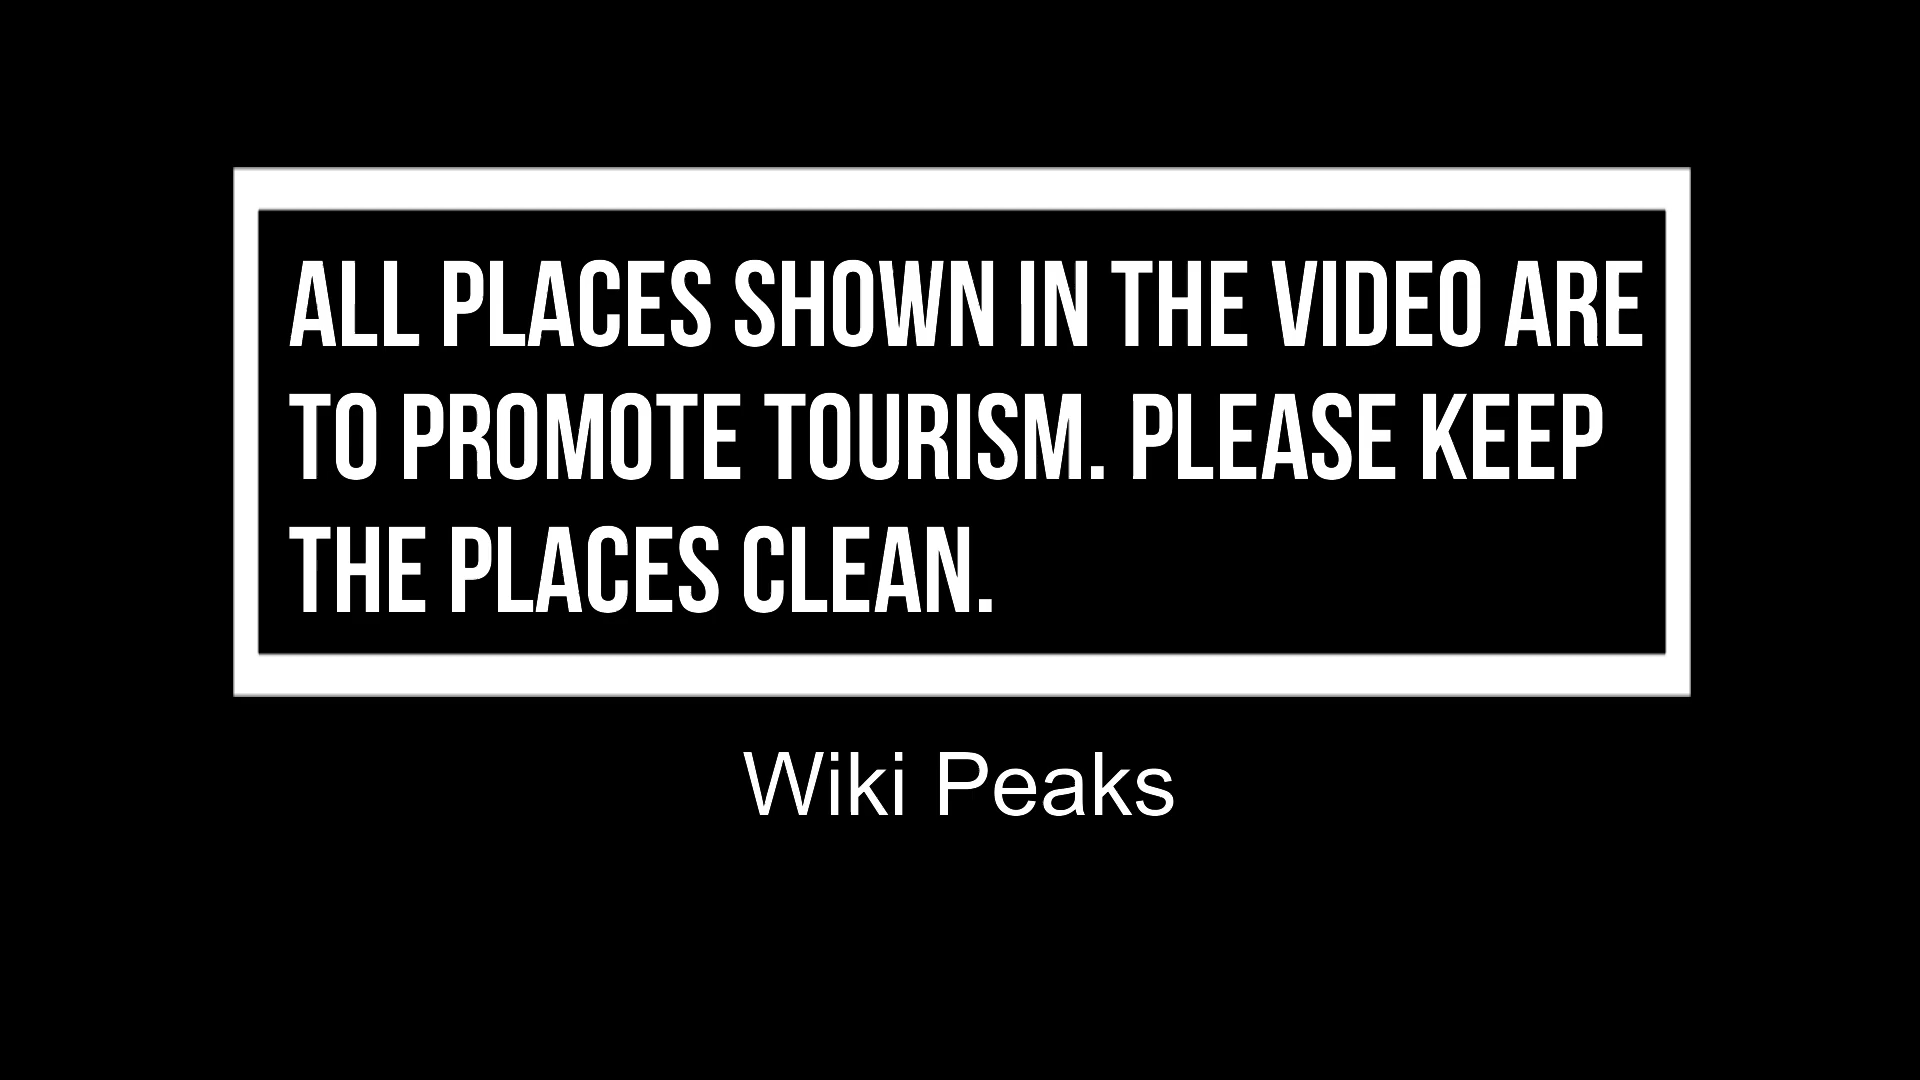 ALL PLACES SHOWN IN THE VIDEO ARE
TO PROMOTE TOURISM. PLEASE KEEP
THE PLACES CLEAN.
Wiki Peaks